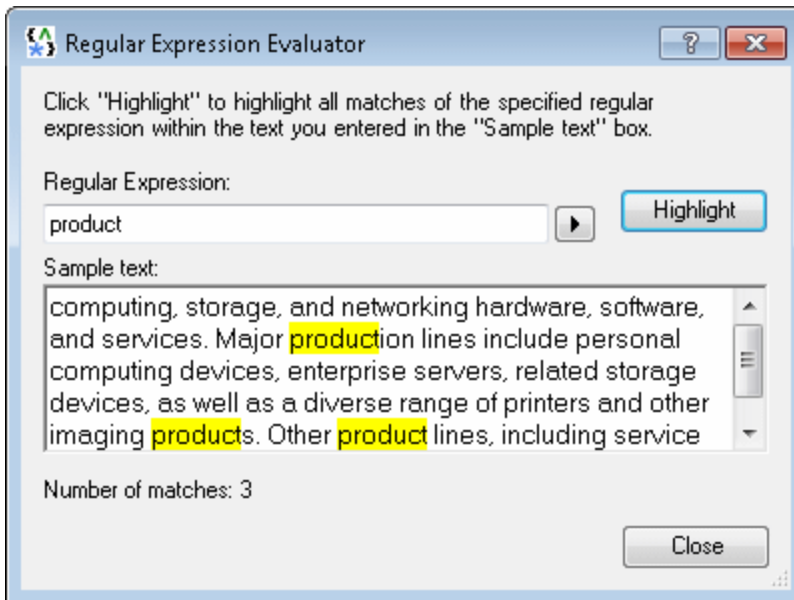 Regular Expression Evaluator
Click "Highlight" to highlight all matches of the specified regular
expression within the text you entered in the "Sample text" box.
Regular Expression:
product
Highlight
Sample text:
computing, storage, and networking hardware, software,
and services. Major production lines include personal
computing devices, enterprise servers, related storage
devices, as well as a diverse range of printers and other
imaging products. Other product lines, including service
Number of matches: 3
Close